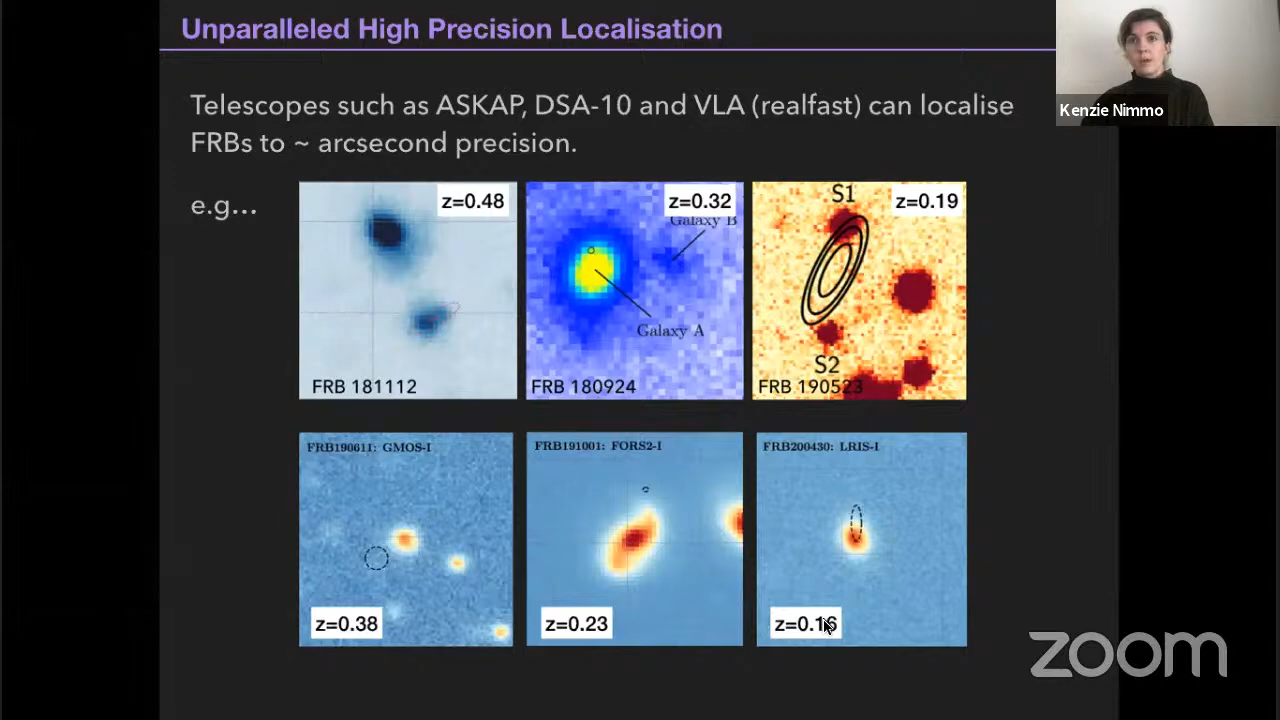 Unparalleled High Precision Localisation
Kenzie Nimmo
Telescopes such as ASKAP, DSA-10 and VLA (realfast) can localise
FRBs to ~ arcsecond precision.
e.g...
z=0.48
FRB 181112
z=0.32
Galaxy B
Galaxy A
FRB 180924
S1
z=0.19
S2
FRB 190523
FRB190611: GMOS-I
z=0.38
FRB191001: FORS2-I
z=0.23
FRB200430: LRIS-I
z=0.16
zoom